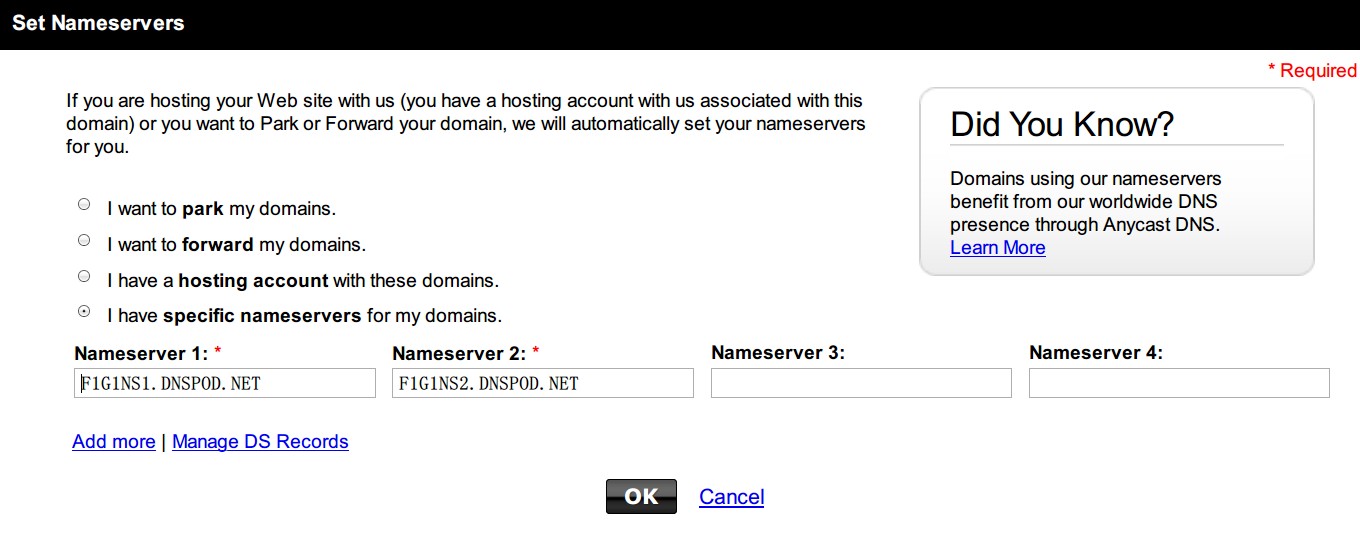 Set Nameservers
* Required
If you are hosting your Web site with us (you have a hosting account with us associated with this
domain) or you want to Park or Forward your domain, we will automatically set your nameservers
for you.
Did You Know?
Domains using our nameservers
benefit from our worldwide DNS
presence through Anycast DNS.
Learn More
I want to park my domains.
I want to forward my domains.
I have a hosting account with these domains.
I have specific nameservers for my domains.
Nameserver 1: * Nameserver 2: * Nameserver 3: Nameserver 4:
F1G1NS1.DNSPOD.NET F1G1NS2.DNSPOD.NET
Add more | Manage DS Records
OK Cancel